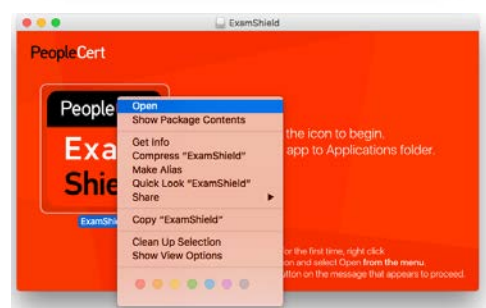 ExamShield
PeopleCert
People
Exa
Shie
ExamShie
Open
Show Package Contents
Get Info
Compress "ExamShield"
Make Alias
Quick Look "ExamShield"
Share
Copy "ExamShield"
Clean Up Selection
Show View Options
the icon to begin.
app to Applications folder.
or the first time, right click
on and select Open from the menu.
utton on the message that appears to proceed.